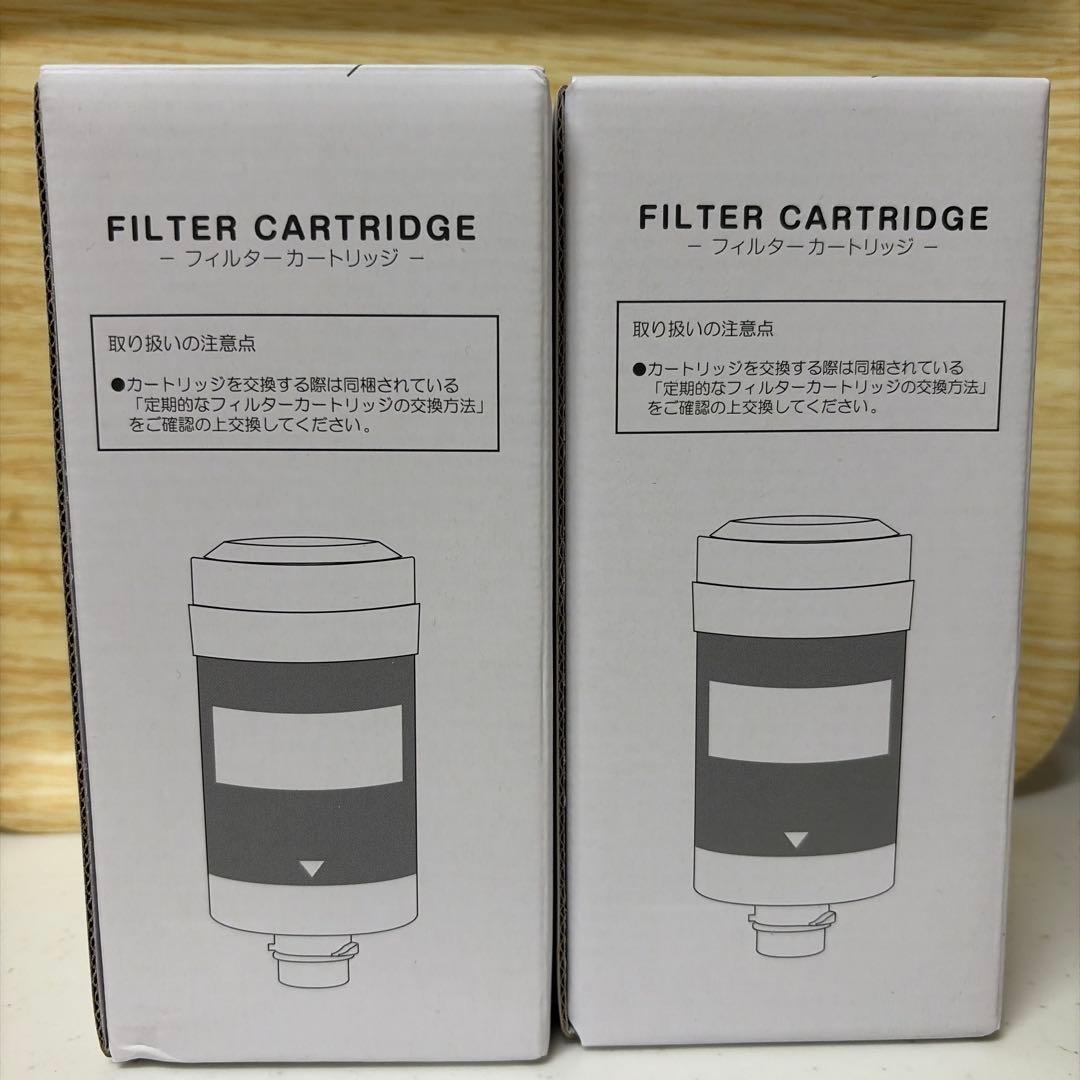 FILTER CARTRIDGE
− フィルターカートリッジ −
取り扱いの注意点
●カートリッジを交換する際は同梱されている
「定期的なフィルターカートリッジの交換方法」
をご確認の上交換してください。
FILTER CARTRIDGE
− フィルターカートリッジ −
取り扱いの注意点
●カートリッジを交換する際は同梱されている
「定期的なフィルターカートリッジの交換方法」
をご確認の上交換してください。